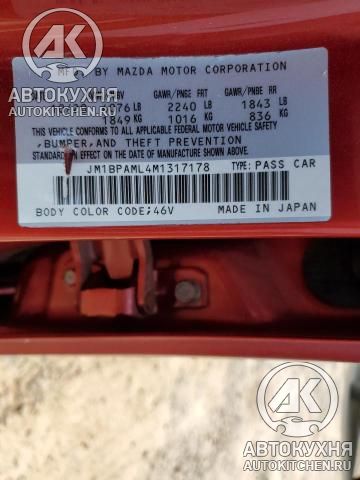 АК
АВТОКУХНЯ
AVTOKITCHEN.RU
BY MAZDA MOTOR CORPORATION
GAWR/PNBE FRT GAWR/PNBE RR
LB 2240 LB 1843 LB
1849 KG 1016 KG 836 KG
THIS VEHICLE CONFORMS TO ALL APPLICABLE FEDERAL MOTOR VEHICLE SAFETY
,BUMPER,AND THEFT PREVENTION
STANDARDS IN EFFECT ON THE DATE OF MANUFACTURE SHOWN ABOVE.
JM1BPAML4M1317178 TYPE: PASS CAR
BODY COLOR CODE;46V MADE IN JAPAN
АК
АВТОКУХНЯ
AVTOKITCHEN.RU